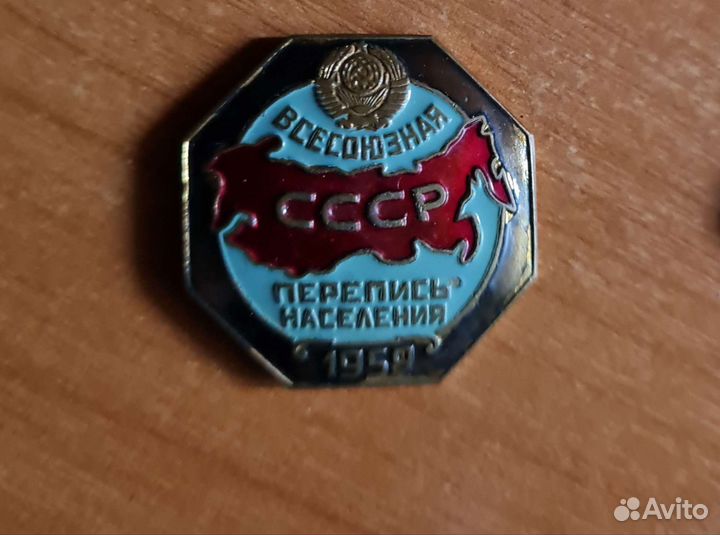 ВСЕСОЮЗНАЯ
СССР
ПЕРЕПИСЬ
НАСЕЛЕНИЯ
1959
Avito